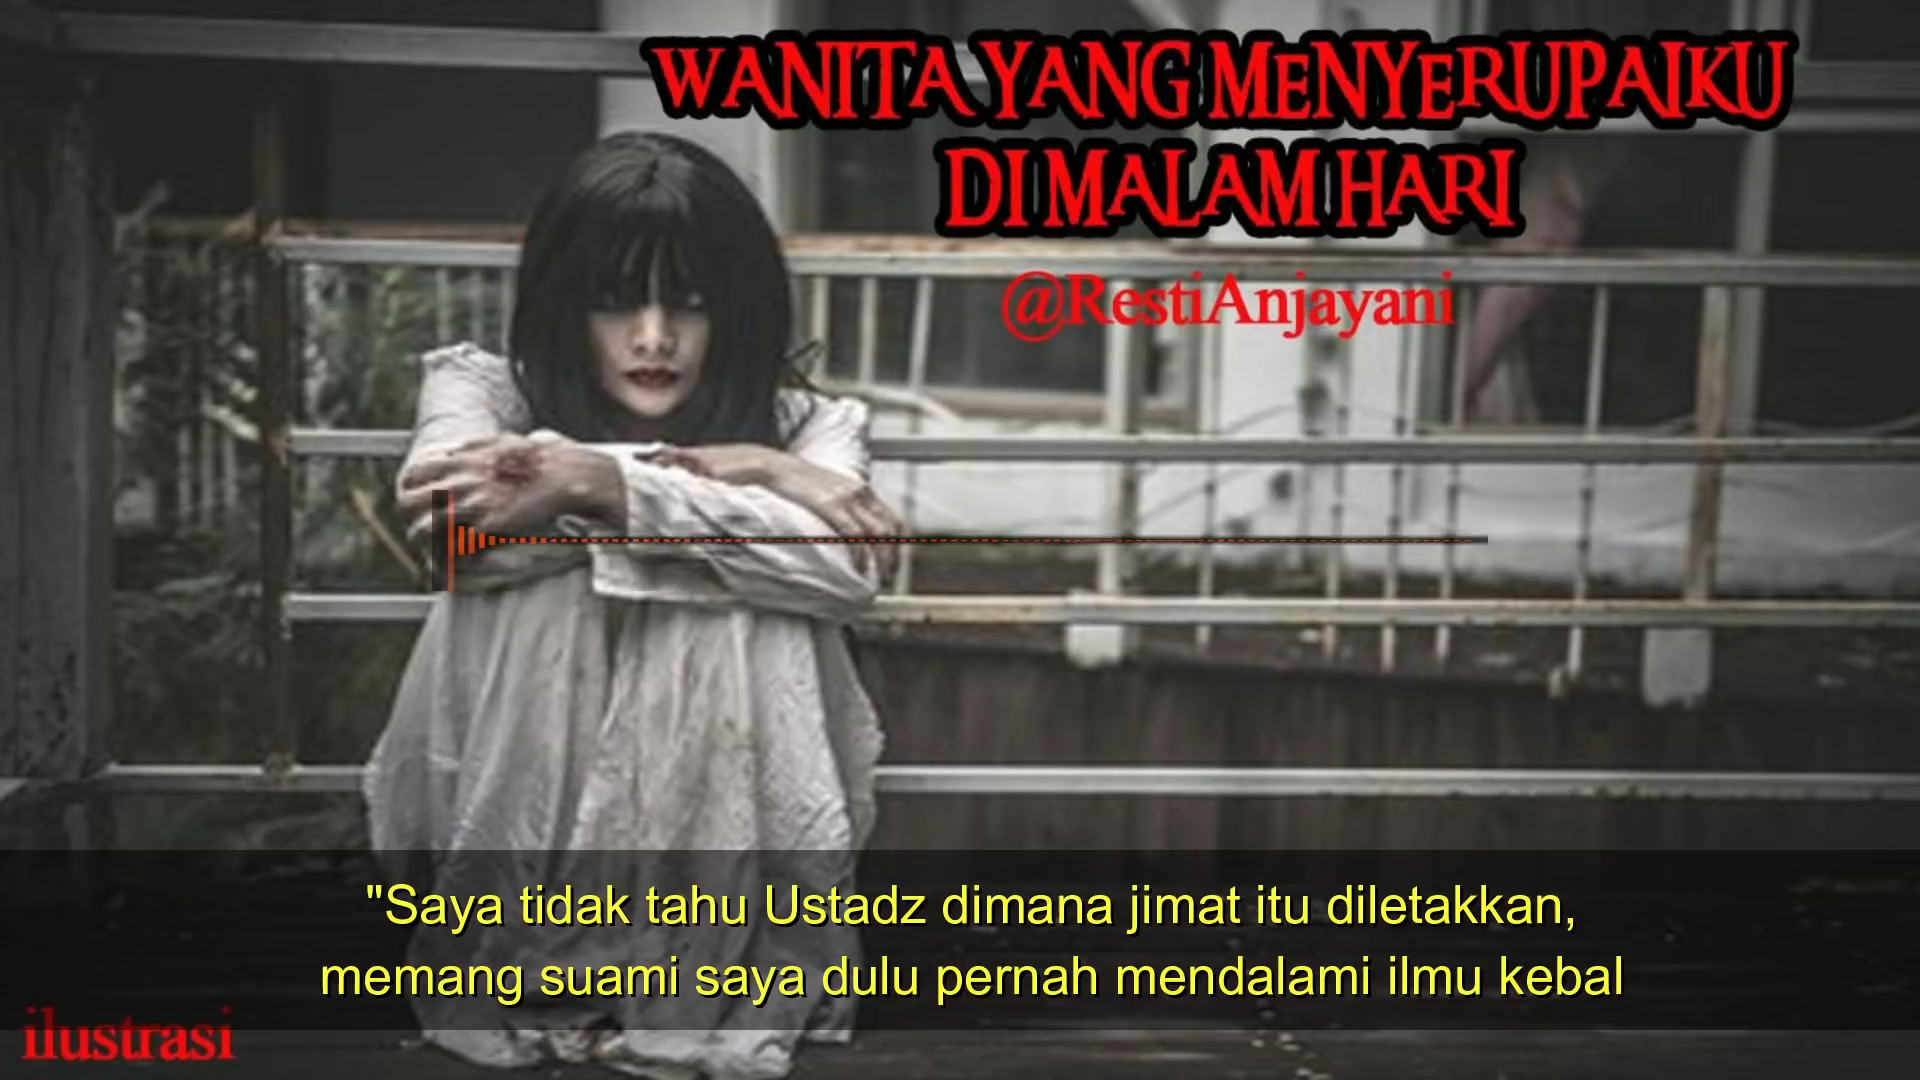 WANITA YANG MENYERUPAIKU
DI MALAM HARI
@RestiAnjayani
"Saya tidak tahu Ustadz dimana jimat itu diletakkan,
memang suami saya dulu pernah mendalami ilmu kebal
ilustrasi